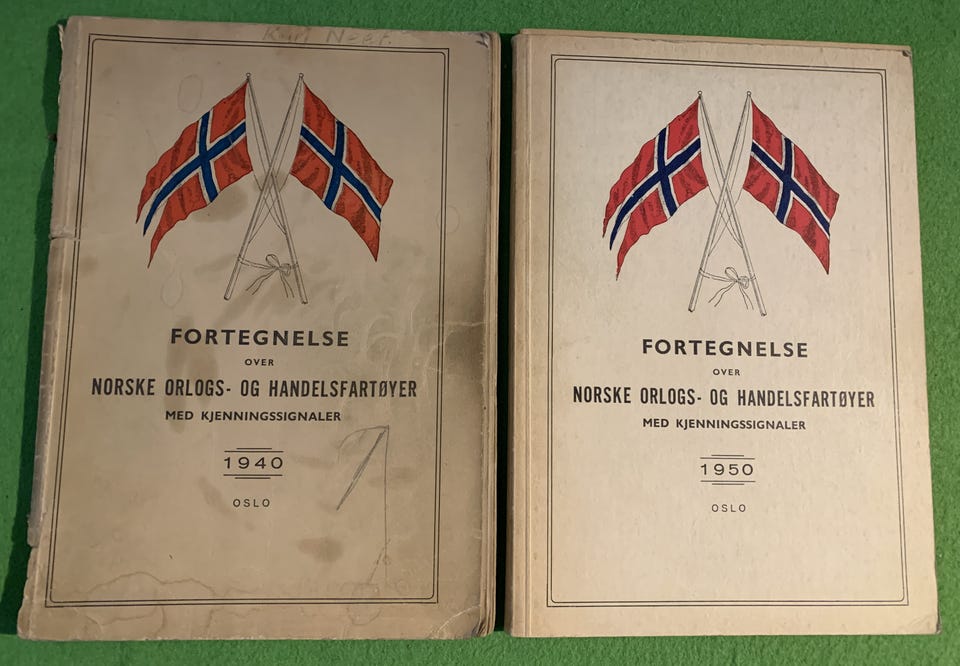 FORTEGNELSE
OVER
NORSKE ORLOGS- OG HANDELSFARTØYER
MED KJENNINGSSIGNALER
1940
OSLO
FORTEGNELSE
OVER
NORSKE ORLOGS- OG HANDELSFARTØYER
MED KJENNINGSSIGNALER
1950
OSLO